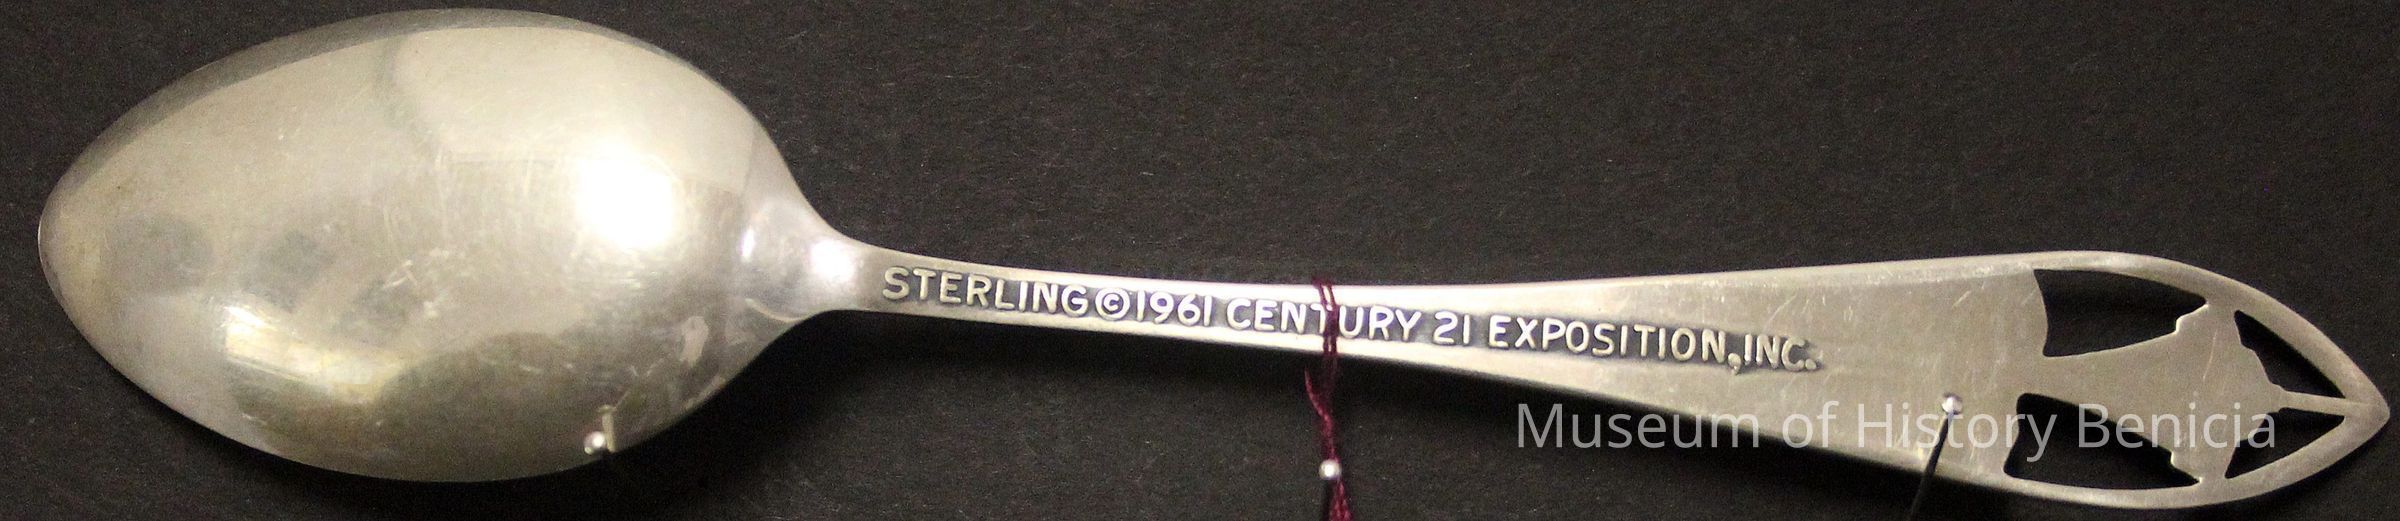 STERLING ©1961 CENTURY 21 EXPOSITION, INC.
Museum of History Benicia